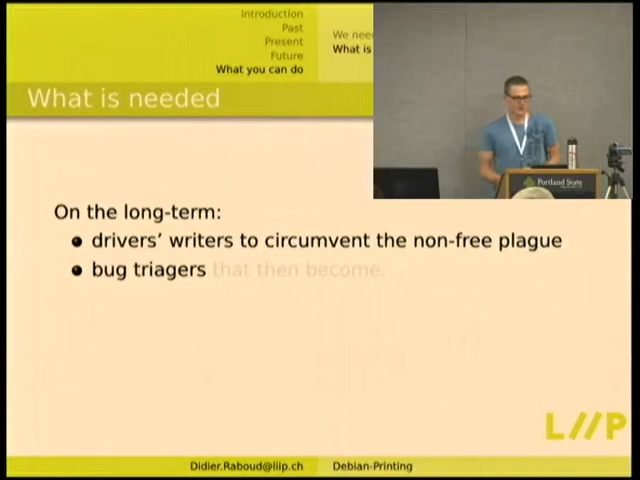 Introduction
Past
Present
Future
What you can do
We need
What is
What is needed
Portland State
On the long-term:
drivers' writers to circumvent the non-free plague
bug triagers that then become...
LIIP
Didier.Raboud@liip.ch
Debian-Printing